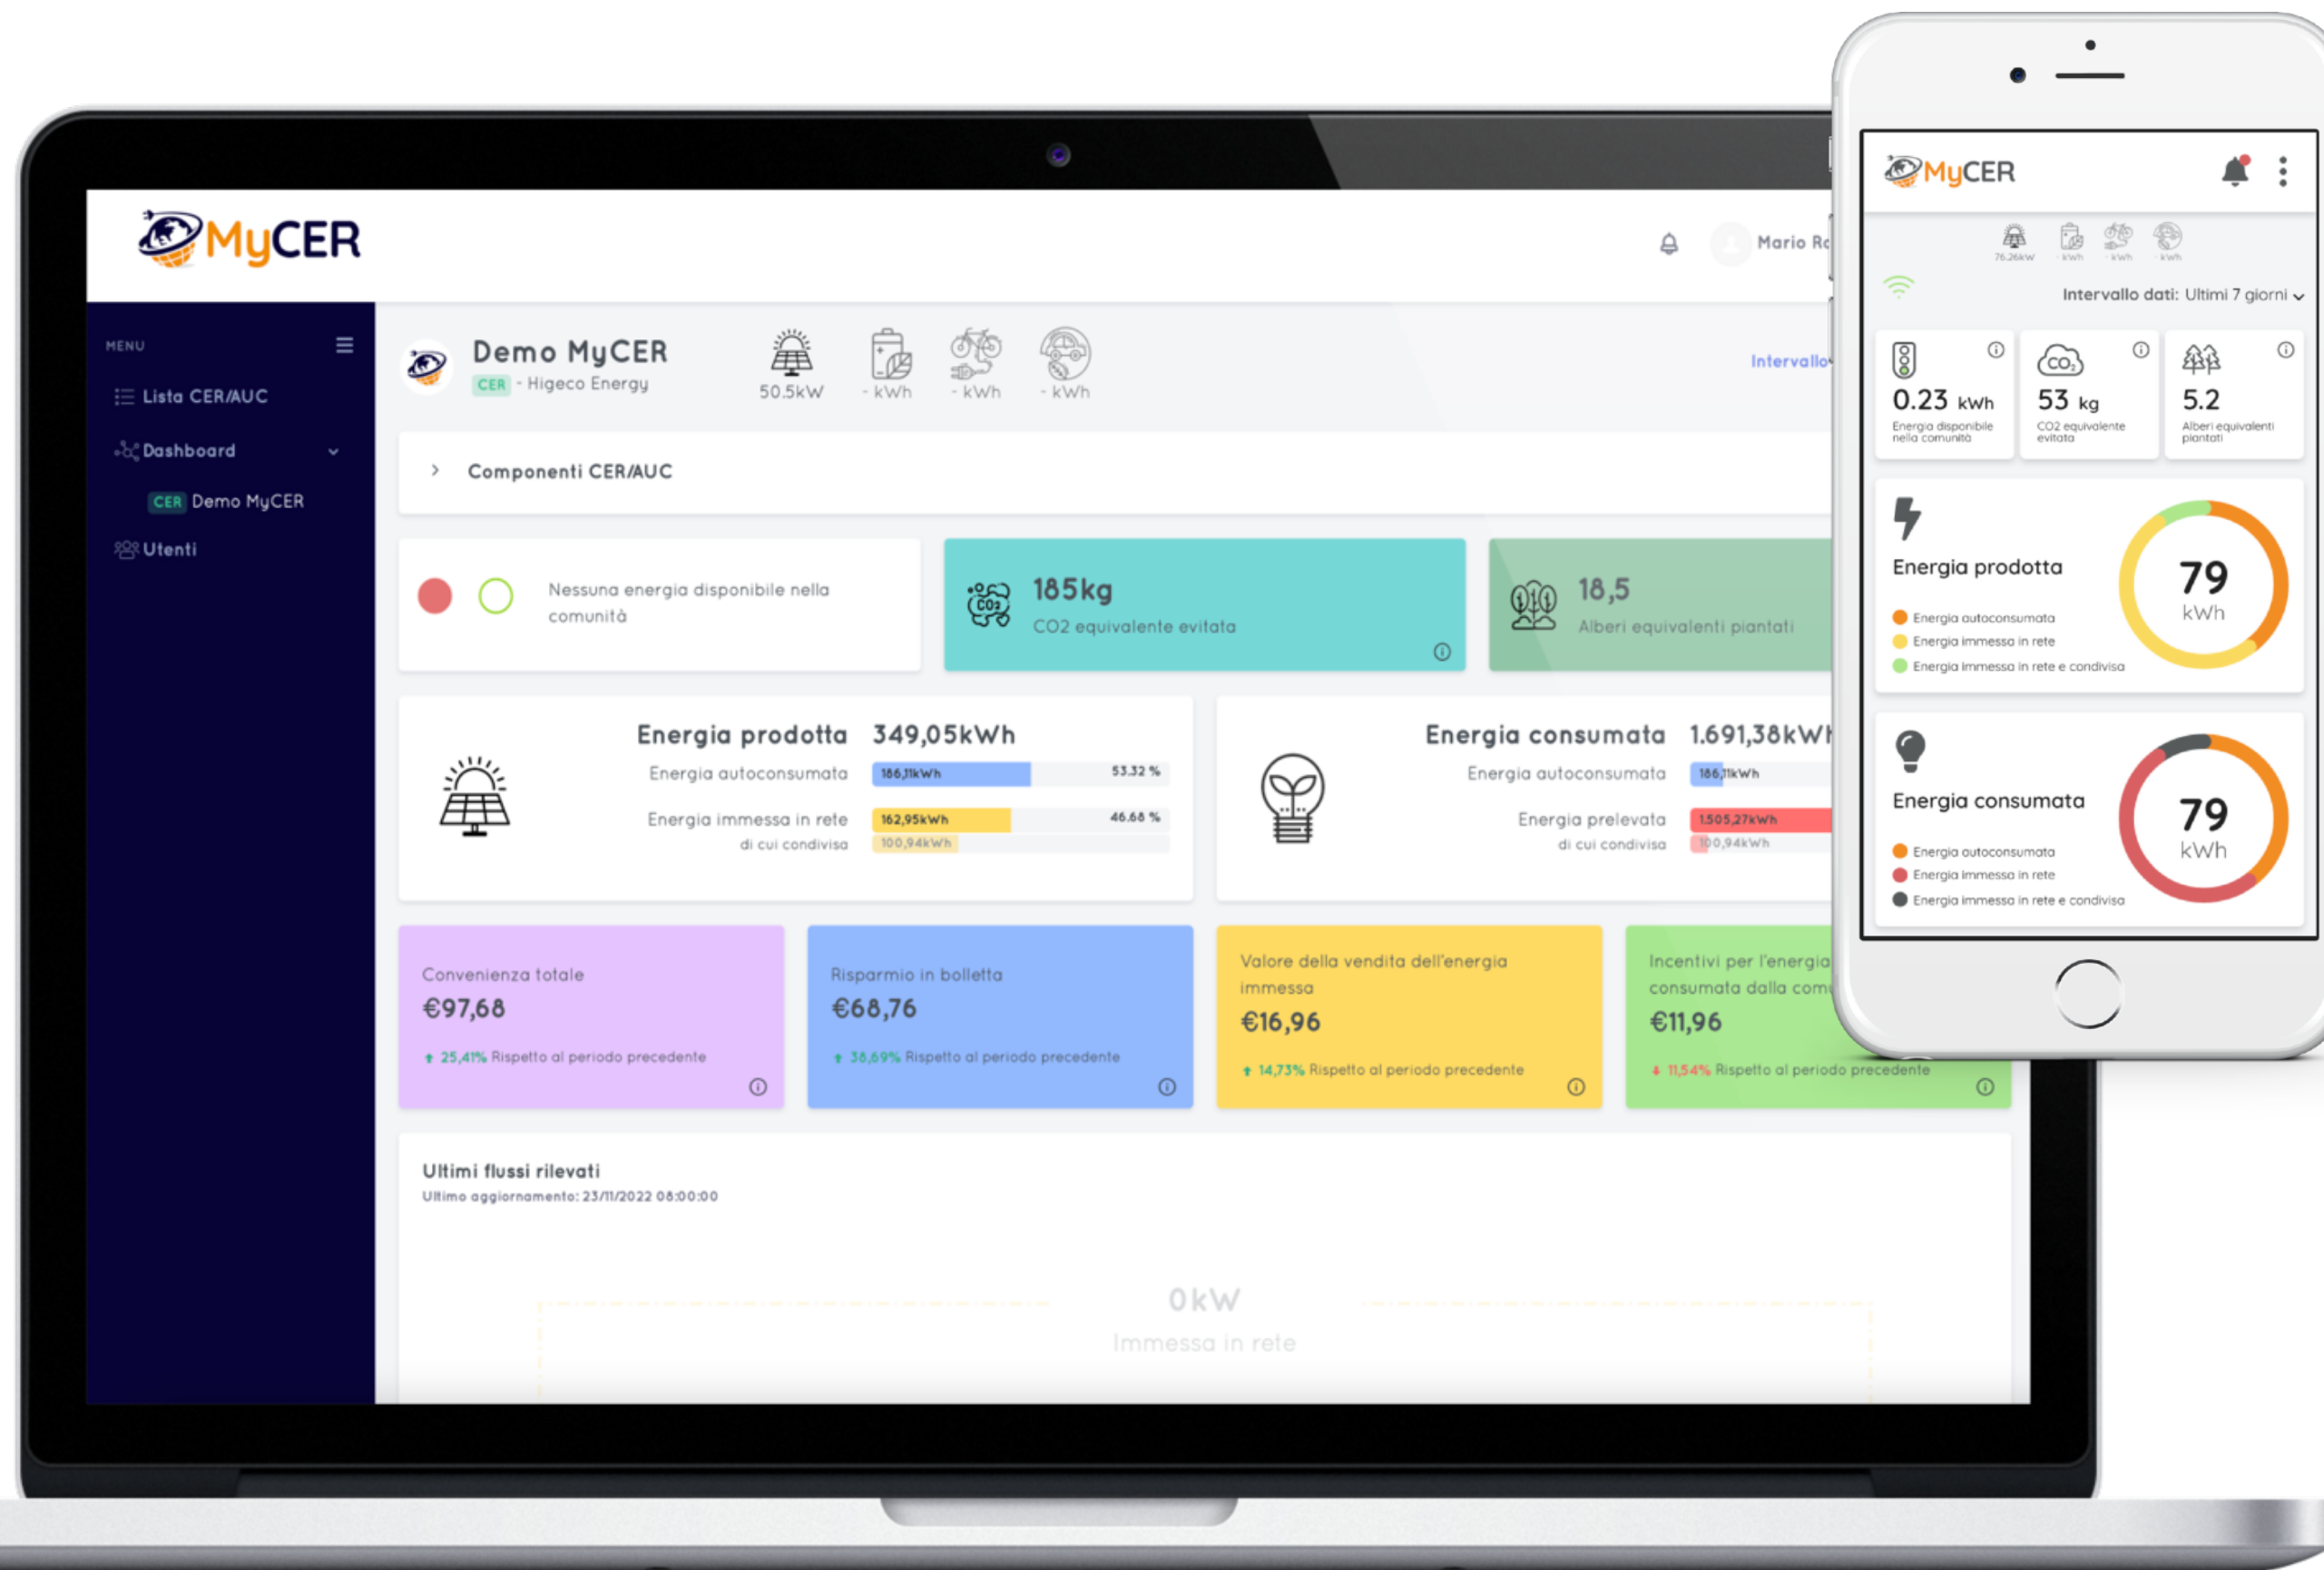 MyCER
Mario
MENU
Lista CER/AUC
Dashboard
CER Demo MyCER
Utenti
Demo MyCER
CER - Higeco Energy
50.5kW
- kWh
- kWh
- kWh
Intervallo
Componenti CER/AUC
Nessuna energia disponibile nella
comunità
CO2
185kg
CO2 equivalente evitata
18,5
Alberi equivalenti piantati
Energia prodotta 349,05kWh
Energia autoconsumata 186,11kWh 53.32 %
Energia immessa in rete 162,95kWh 46.68 %
di cui condivisa 100,94kWh
Energia consumata 1.691,38kWh
Energia autoconsumata 186,11kWh
Energia prelevata 1.505,27kWh
di cui condivisa 100,94kWh
Convenienza totale
€97,68
25,41% Rispetto al periodo precedente
Risparmio in bolletta
€68,76
38,69% Rispetto al periodo precedente
Valore della vendita dell'energia
immessa
€16,96
14,73% Rispetto al periodo precedente
Incentivi per l'energia
consumata dalla
€11,96
11,54% Rispetto al periodo precedente
Ultimi flussi rilevati
Ultimo aggiornamento: 23/11/2022 08:00:00
0kW
Immessa in rete
MyCER
76.26kW
- kWh
- kWh
- kWh
Intervallo dati: Ultimi 7 giorni
0.23 kWh
Energia disponibile
nella comunità
CO2
53 kg
CO2 equivalente
evitata
5.2
Alberi equivalenti
piantati
Energia prodotta
Energia autoconsumata
Energia immessa in rete
Energia immessa in rete e condivisa
79
kWh
Energia consumata
Energia autoconsumata
Energia immessa in rete
Energia immessa in rete e condivisa
79
kWh